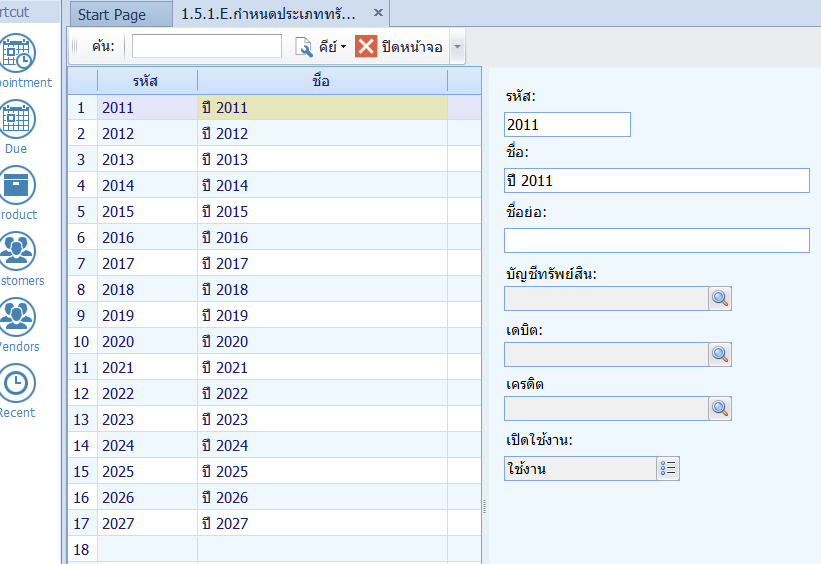 rtcut
Start Page
1.5.1.E.กำหนดประเภททรั...
ค้น:
คีย์
ปิดหน้าจอ
pointment
Due
roduct
stomers
Vendors
Recent
รหัส ชื่อ
1 2011 ปี 2011
2 2012 ปี 2012
3 2013 ปี 2013
4 2014 ปี 2014
5 2015 ปี 2015
6 2016 ปี 2016
7 2017 ปี 2017
8 2018 ปี 2018
9 2019 ปี 2019
10 2020 ปี 2020
11 2021 ปี 2021
12 2022 ปี 2022
13 2023 ปี 2023
14 2024 ปี 2024
15 2025 ปี 2025
16 2026 ปี 2026
17 2027 ปี 2027
18
รหัส:
2011
ชื่อ:
ปี 2011
ชื่อย่อ:
บัญชีทรัพย์สิน:
เดบิต:
เครดิต
เปิดใช้งาน:
ใช้งาน